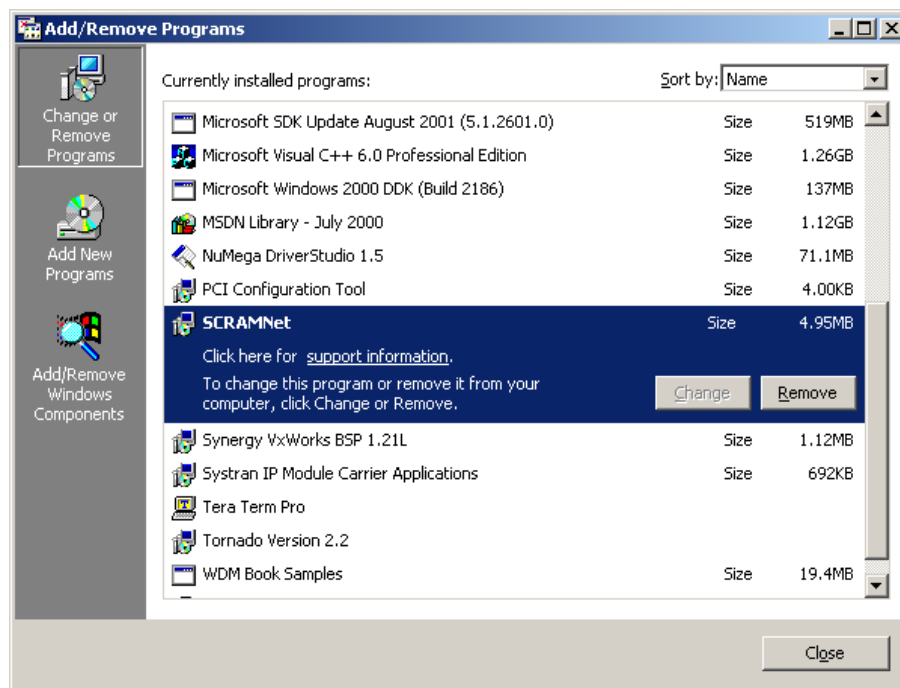 Add/Remove Programs
Change or
Remove
Programs
Add New
Programs
Add/Remove
Windows
Components
Currently installed programs:
Sort by: Name
Microsoft SDK Update August 2001 (5.1.2601.0) Size 519MB
Microsoft Visual C++ 6.0 Professional Edition Size 1.26GB
Microsoft Windows 2000 DDK (Build 2186) Size 137MB
MSDN Library - July 2000 Size 1.12GB
NuMega DriverStudio 1.5 Size 71.1MB
PCI Configuration Tool Size 4.00KB
SCRAMNet Size 4.95MB
Click here for support information.
To change this program or remove it from your
computer, click Change or Remove.
Change Remove
Synergy VxWorks BSP 1.21L Size 1.12MB
Systran IP Module Carrier Applications Size 692KB
Tera Term Pro
Tornado Version 2.2
WDM Book Samples Size 19.4MB
Close